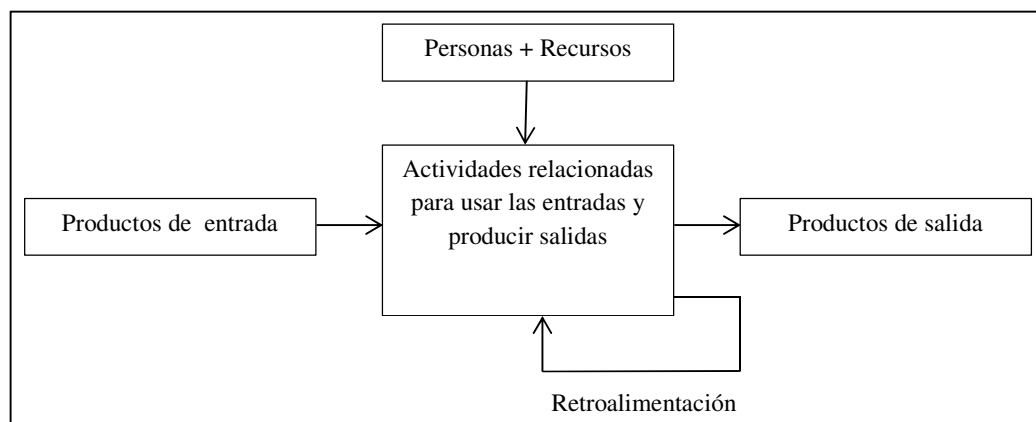 Personas + Recursos
Actividades relacionadas
para usar las entradas y
producir salidas
Productos de entrada
Productos de salida
Retroalimentación